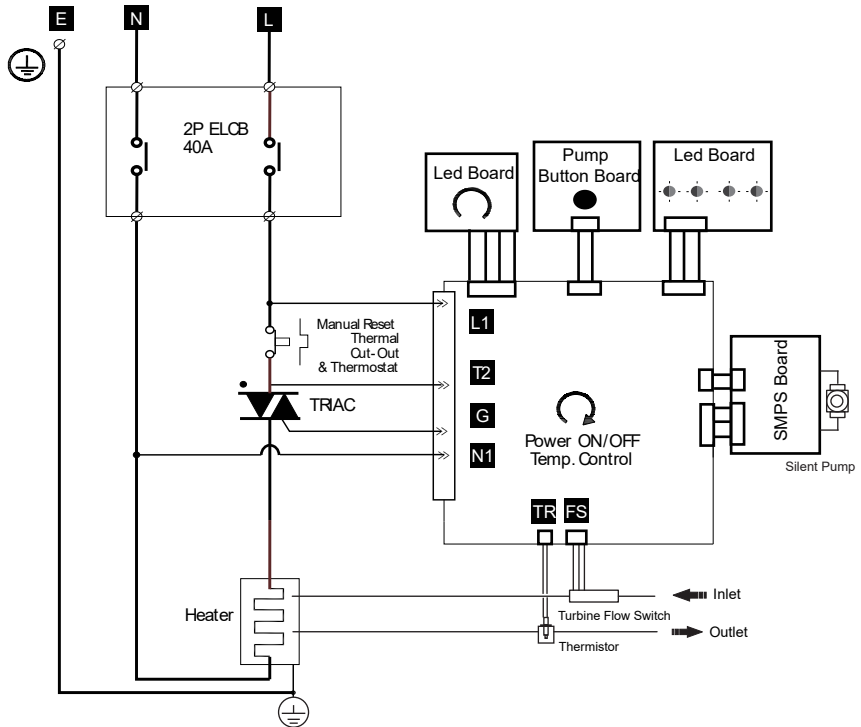 E
N
L
2P ELCB
40A
Led Board
Pump
Button Board
Led Board
Manual Reset
Thermal
Cut-Out
& Thermostat
L1
T2
TRIAC
G
N1
Power ON/OFF
Temp. Control
SMPS Board
Silent Pump
TR
FS
Heater
Inlet
Turbine Flow Switch
Outlet
Thermistor